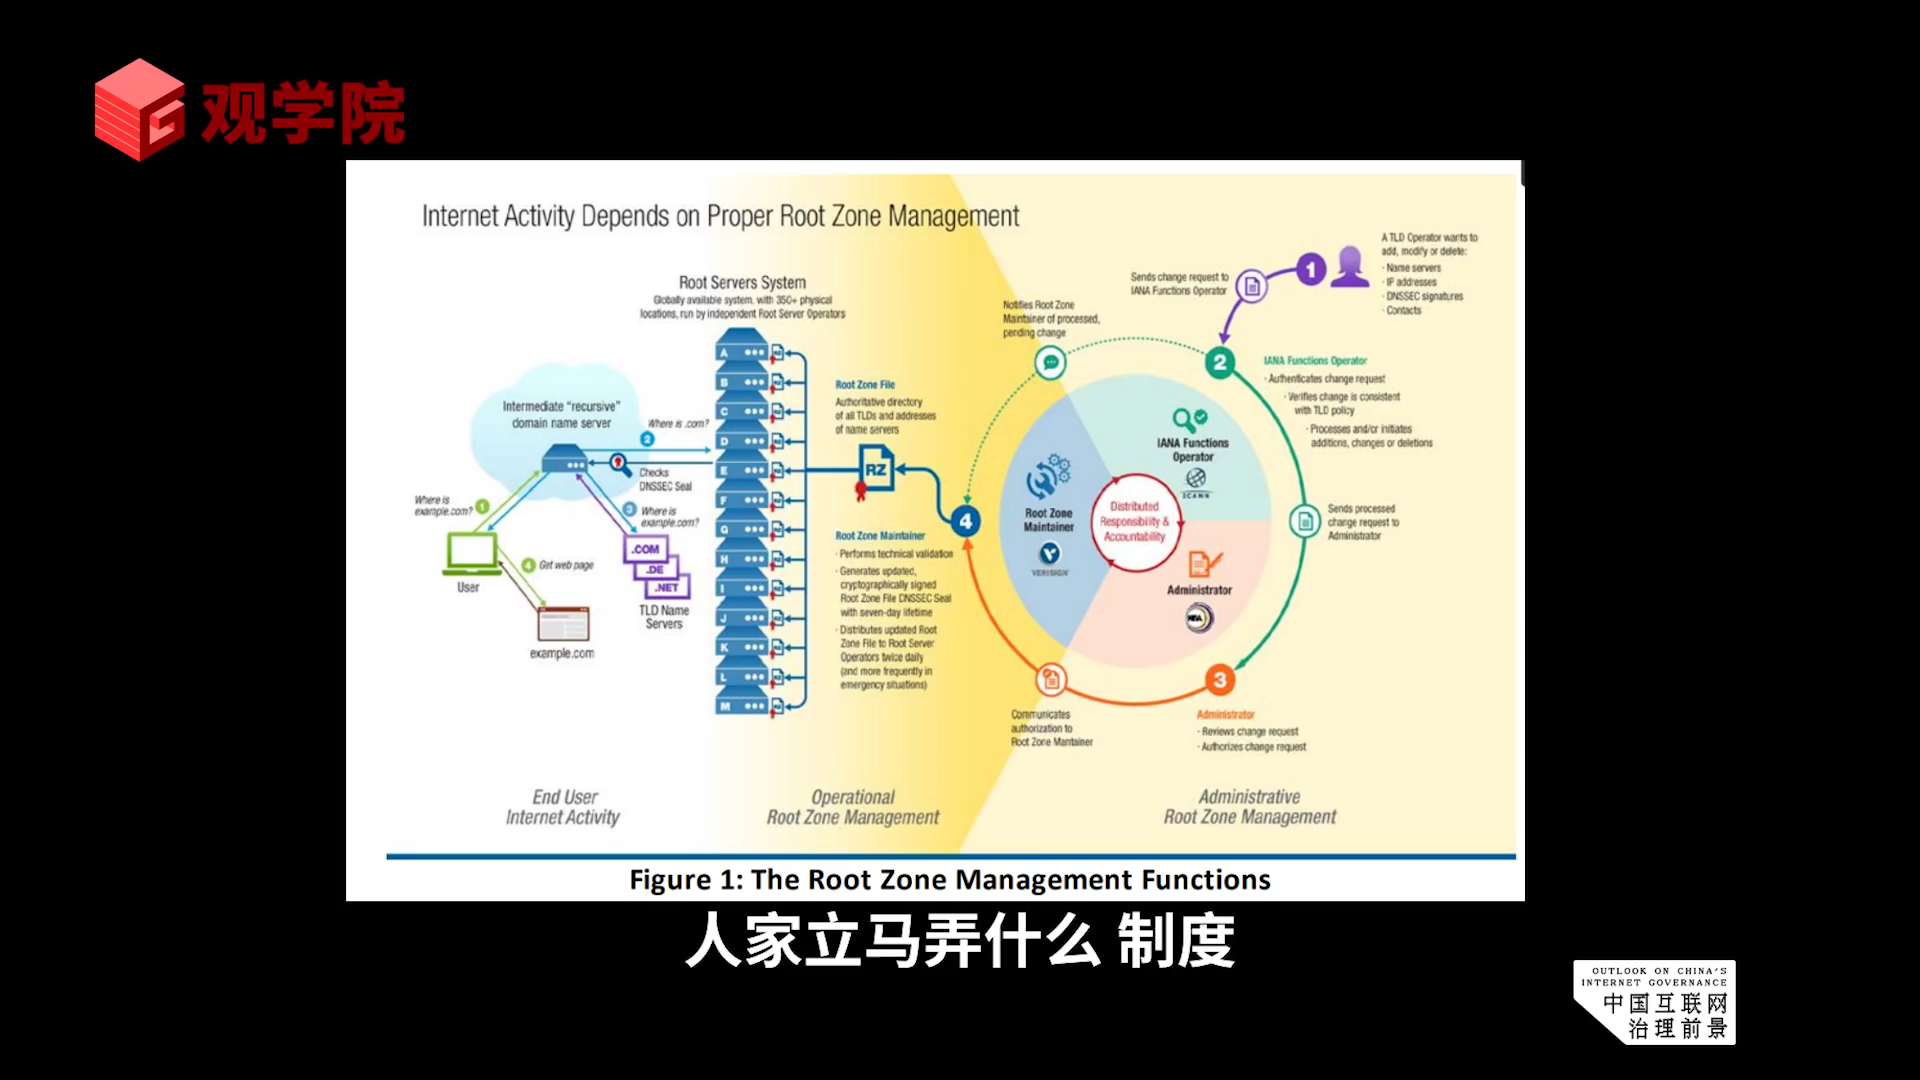 观学院
Internet Activity Depends on Proper Root Zone Management
Root Servers System
Globally available system, with 350+ physical
locations, run by independent Root Server Operators
A
B
C
D
E
F
G
H
I
J
K
L
M
Intermediate “recursive”
domain name server
Where is .com?
2
Checks
DNSSEC Seal
Where is
example.com?
1
3
Where is
example.com?
User
4
Get web page
.COM
.DE
.NET
TLD Name
Servers
example.com
Root Zone File
Authoritative directory
of all TLDs and addresses
of name servers
RZ
Root Zone Maintainer
· Performs technical validation
· Generates updated,
cryptographically signed
Root Zone File DNSSEC Seal
with seven-day lifetime
· Distributes updated Root
Zone File to Root Server
Operators twice daily
(and more frequently in
emergency situations)
Notifies Root Zone
Maintainer of processed,
pending change
Sends change request to
IANA Functions Operator
1
A TLD Operator wants to
add, modify or delete:
· Name servers
· IP addresses
· DNSSEC signatures
· Contacts
2
IANA Functions Operator
· Authenticates change request
· Verifies change is consistent
with TLD policy
· Processes and/or initiates
additions, changes or deletions
IANA Functions
Operator
ICANN
Root Zone
Maintainer
VERISIGN
Distributed
Responsibility &
Accountability
Administrator
4
Sends processed
change request to
Administrator
3
Administrator
· Reviews change request
· Authorizes change request
Communicates
authorization to
Root Zone Mantainer
End User
Internet Activity
Operational
Root Zone Management
Administrative
Root Zone Management
Figure 1: The Root Zone Management Functions
人家立马弄什么 制度
OUTLOOK ON CHINA'S
INTERNET GOVERNANCE
中国互联网
治理前景